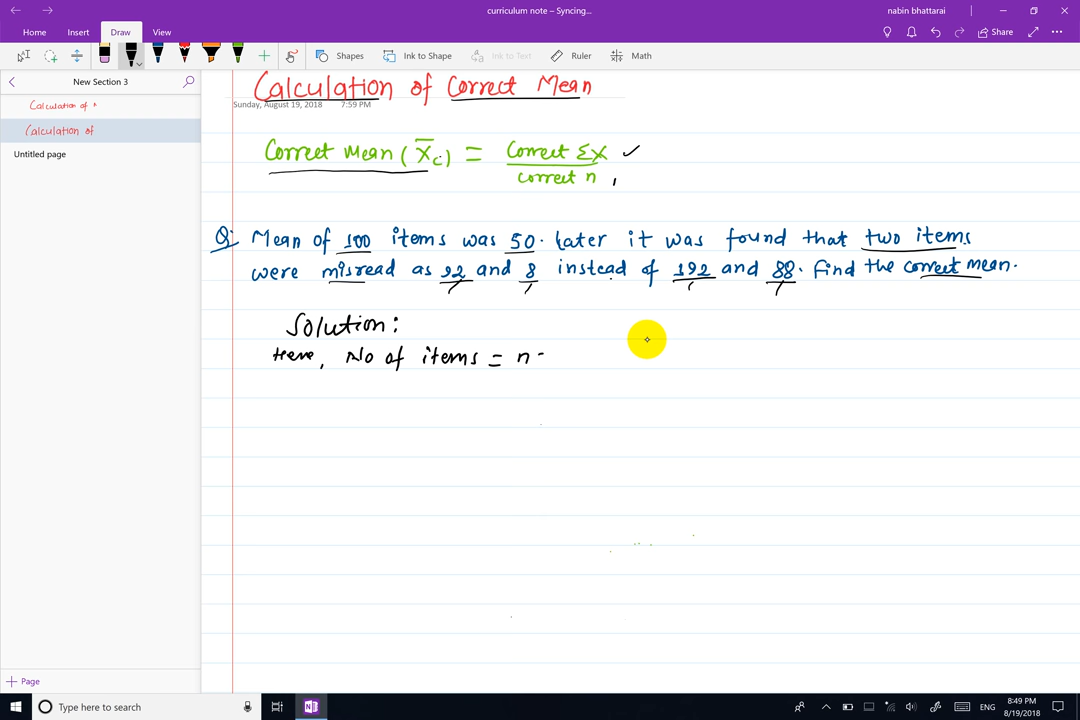 curriculum note – Syncing...
nabin bhattarai
Home Insert Draw View
Share
Shapes Ink to Shape Ink to Text Ruler Math
New Section 3
Calculation of
Calculation of
Untitled page
Calculation of Correct Mean
Sunday, August 19, 2018 7:59 PM
Correct Mean (X̅c) = Correct ΣX ✓
correct n ,
Q: Mean of 100 items was 50. Later it was found that two items
were misread as 92 and 8 instead of 192 and 88. Find the correct mean.
Solution:
Here, No of items = n -
Page
Type here to search
ENG
8:49 PM
8/19/2018